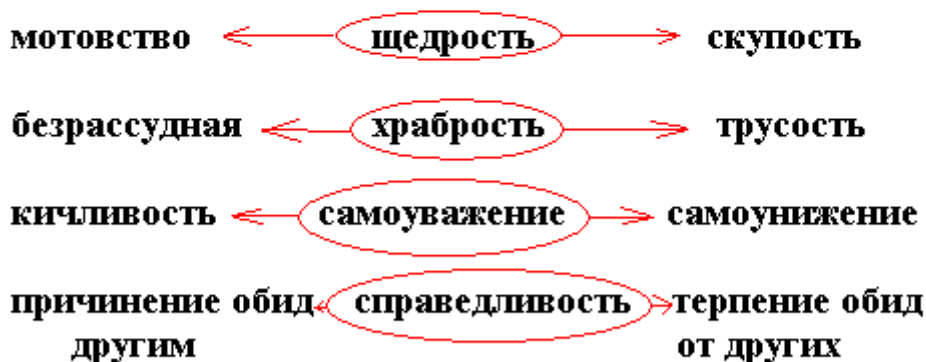 мотовство щедрость скупость
безрассудная храбрость трусость
кичливость самоуважение самоунижение
причинение обид справедливость терпение обид
другим от других